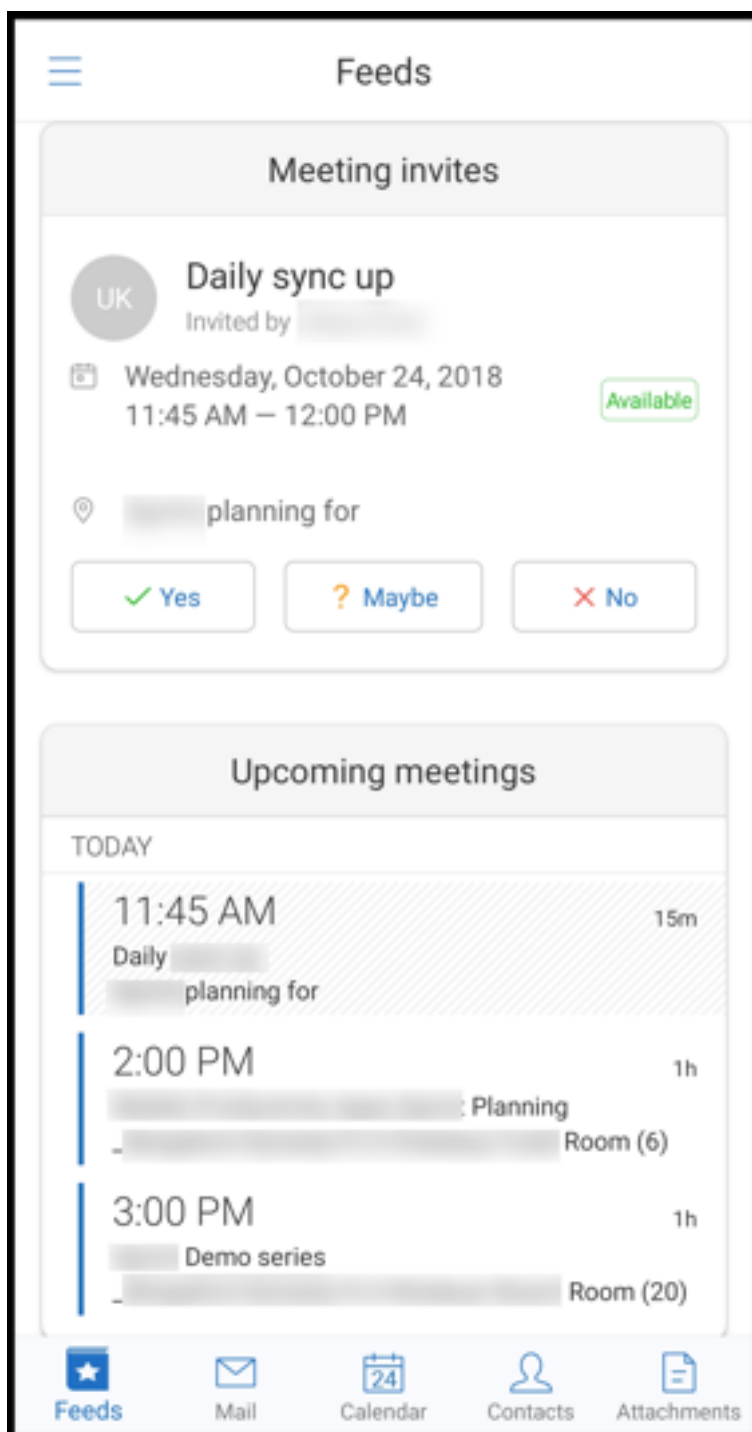 Feeds
Meeting invites
UK
Daily sync up
Invited by
Wednesday, October 24, 2018
11:45 AM — 12:00 PM
Available
planning for
Yes
? Maybe
No
Upcoming meetings
TODAY
11:45 AM
15m
Daily
planning for
2:00 PM
1h
: Planning
_ Room (6)
3:00 PM
1h
Demo series
_ Room (20)
24
Feeds Mail Calendar Contacts Attachments